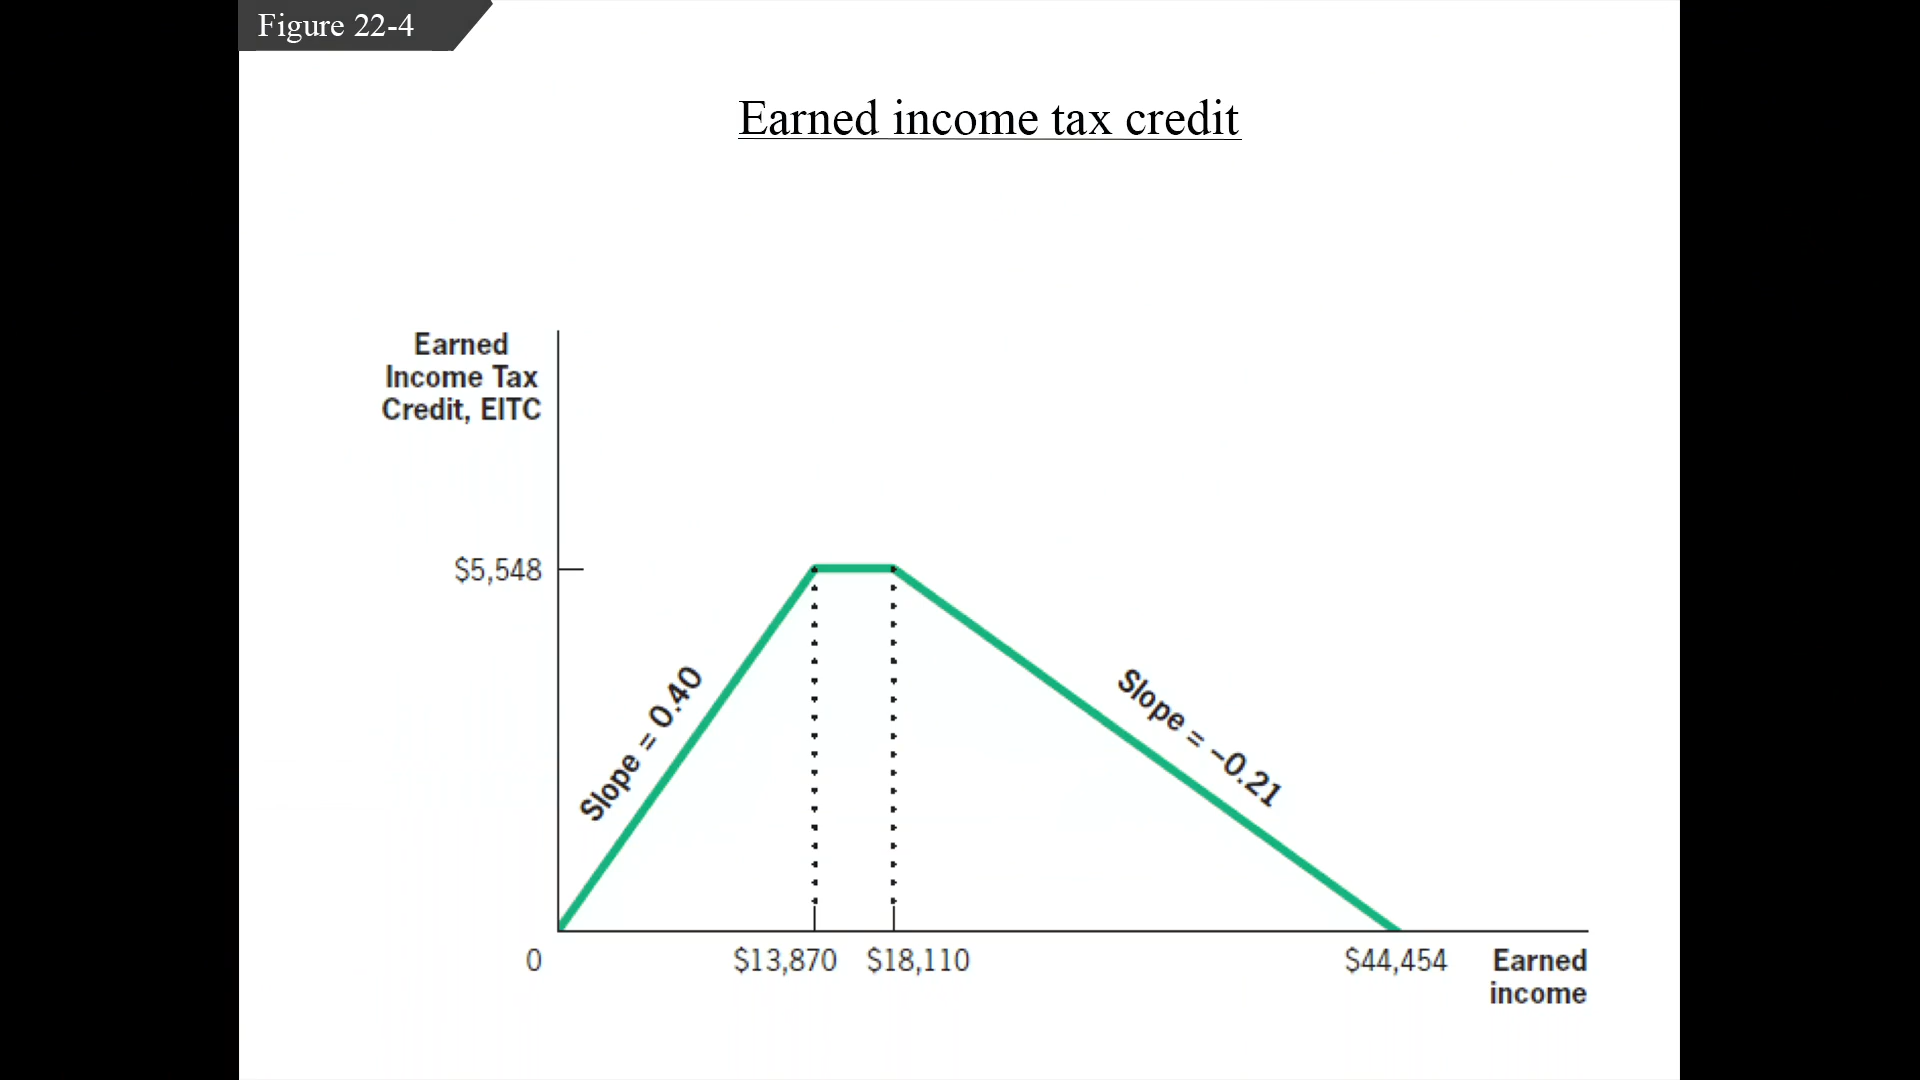 Figure 22-4
Earned income tax credit
Earned
Income Tax
Credit, EITC
$5,548
Slope = 0.40
Slope = –0.21
0
$13,870
$18,110
$44,454
Earned
income